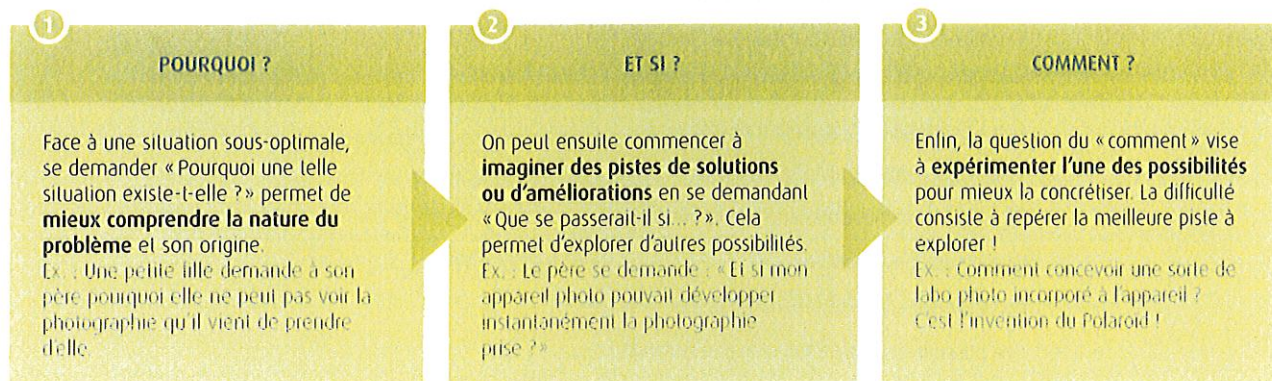 1
POURQUOI ?
Face à une situation sous-optimale,
se demander « Pourquoi une telle
situation existe-t-elle ? » permet de
mieux comprendre la nature du
problème et son origine.
Ex. : Une petite fille demande à son
père pourquoi elle ne peut pas voir la
photographie qu'il vient de prendre
d'elle.
2
ET SI ?
On peut ensuite commencer à
imaginer des pistes de solutions
ou d'améliorations en se demandant
« Que se passerait-il si... ? ». Cela
permet d'explorer d'autres possibilités.
Ex. : Le père se demande : « Et si mon
appareil photo pouvait développer
instantanément la photographie
prise ? »
3
COMMENT ?
Enfin, la question du « comment » vise
à expérimenter l'une des possibilités
pour mieux la concrétiser. La difficulté
consiste à repérer la meilleure piste à
explorer !
Ex. : Comment concevoir une sorte de
labo photo incorporé à l'appareil ?
C'est l'invention du Polaroid !